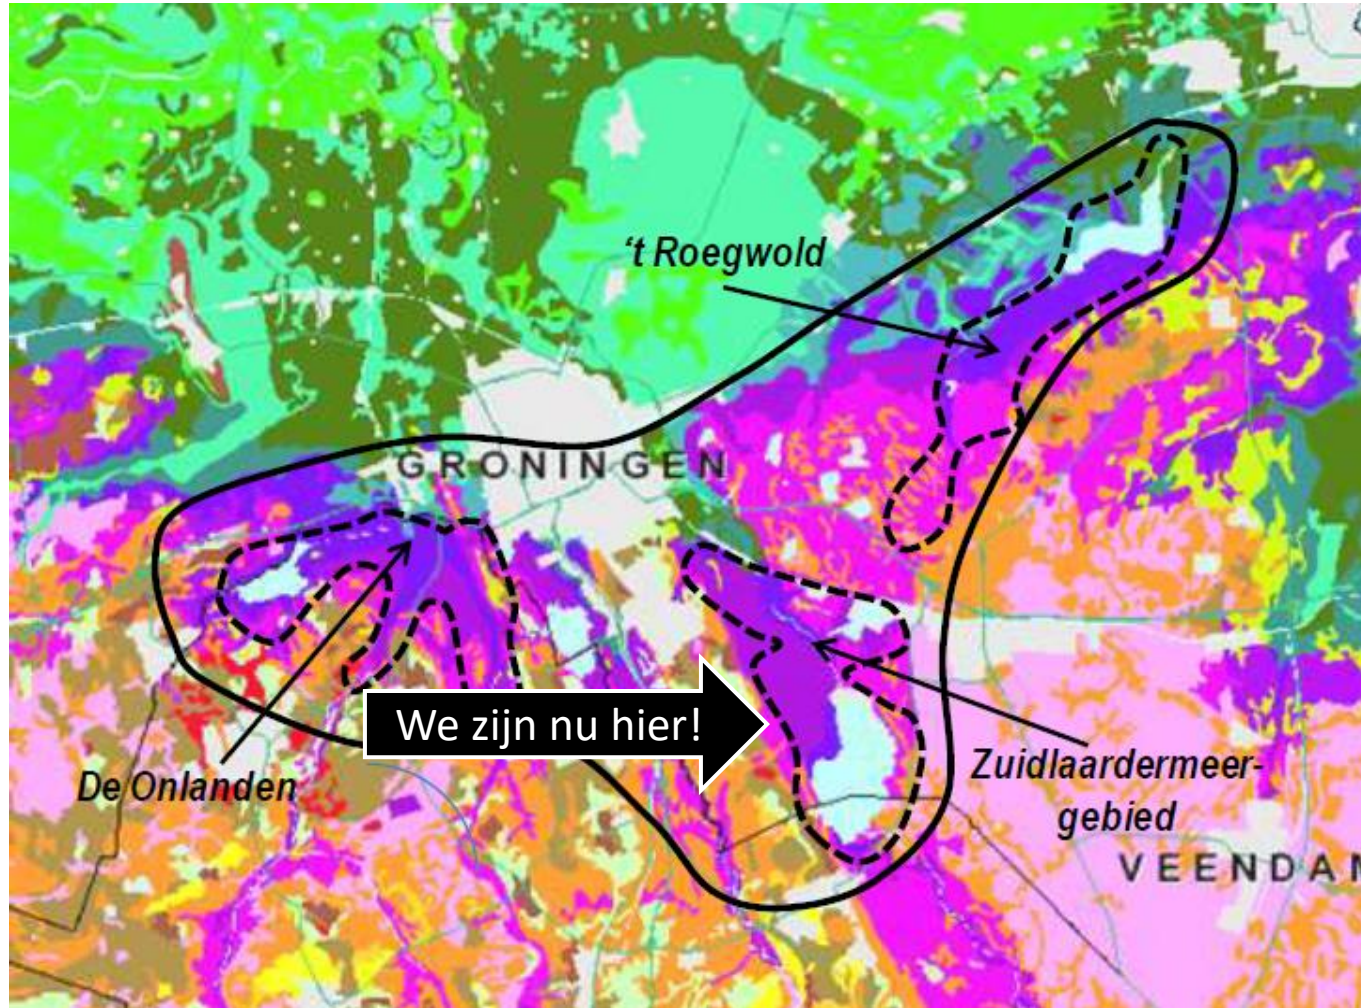 ‘t Roegwold
GRONINGEN
We zijn nu hier!
De Onlanden
Zuidlaardermeer-
gebied
VEENDAM